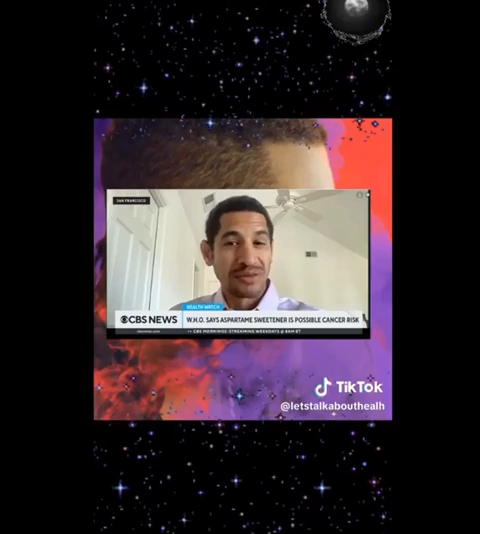 SAN FRANCISCO
HEALTH WATCH
CBS NEWS
W.H.O. SAYS ASPARTAME SWEETENER IS POSSIBLE CANCER RISK
CBS MORNINGS: STREAMING WEEKDAYS @ 8AM ET
TikTok
@letstalkabouthealh